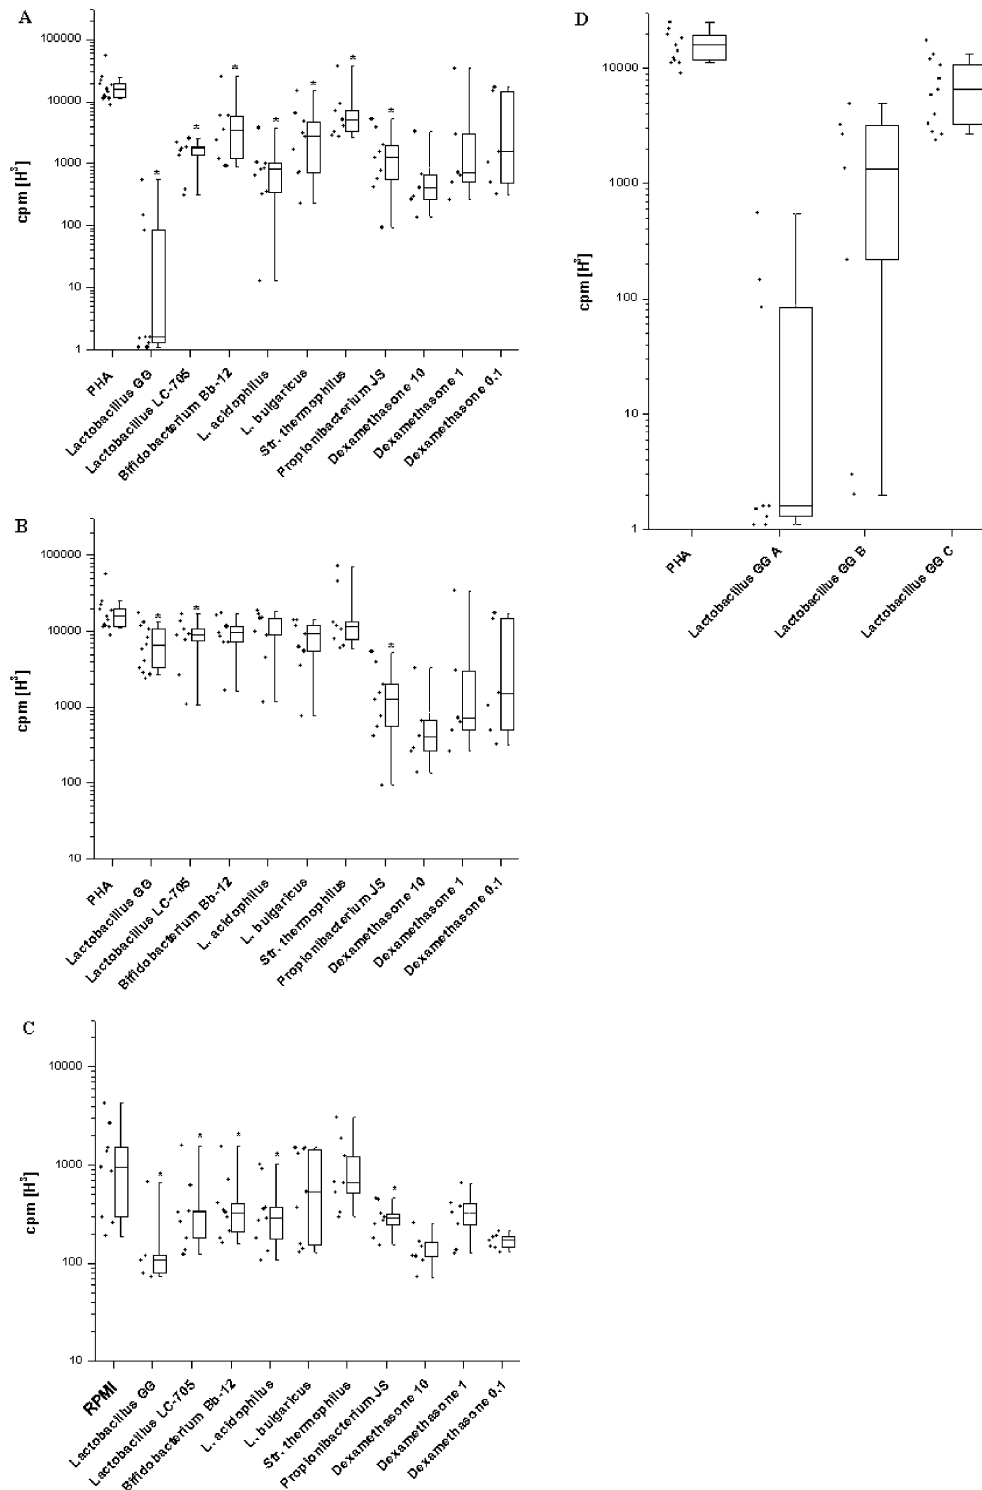 A
100000
10000
1000
100
10
1
cpm [H³]
*
*
*
*
*
*
*
PHA
Lactobacillus GG
Lactobacillus LC-705
Bifidobacterium Bb-12
L. acidophilus
L. bulgaricus
Str. thermophilus
Propionibacterium JS
Dexamethasone 10
Dexamethasone 1
Dexamethasone 0.1
B
100000
10000
1000
100
10
cpm [H³]
*
*
*
PHA
Lactobacillus GG
Lactobacillus LC-705
Bifidobacterium Bb-12
L. acidophilus
L. bulgaricus
Str. thermophilus
Propionibacterium JS
Dexamethasone 10
Dexamethasone 1
Dexamethasone 0.1
C
10000
1000
100
10
cpm [H³]
*
*
*
*
*
RPMI
Lactobacillus GG
Lactobacillus LC-705
Bifidobacterium Bb-12
L. acidophilus
L. bulgaricus
Str. thermophilus
Propionibacterium JS
Dexamethasone 10
Dexamethasone 1
Dexamethasone 0.1
D
10000
1000
100
10
1
cpm [H³]
PHA
Lactobacillus GG A
Lactobacillus GG B
Lactobacillus GG C